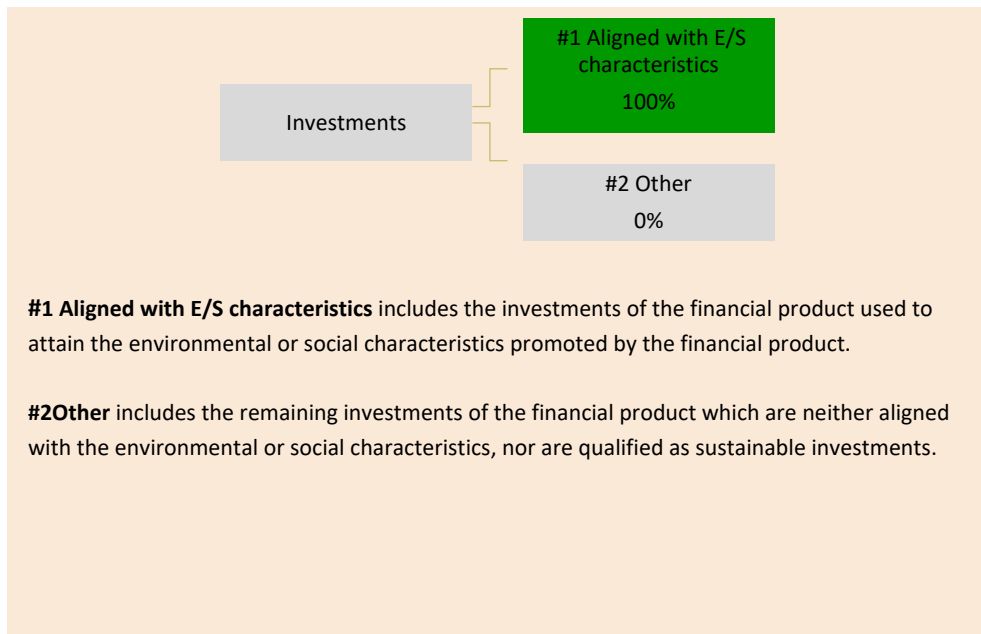 #1 Aligned with E/S
characteristics
100%
Investments
#2 Other
0%
#1 Aligned with E/S characteristics includes the investments of the financial product used to
attain the environmental or social characteristics promoted by the financial product.
#2Other includes the remaining investments of the financial product which are neither aligned
with the environmental or social characteristics, nor are qualified as sustainable investments.